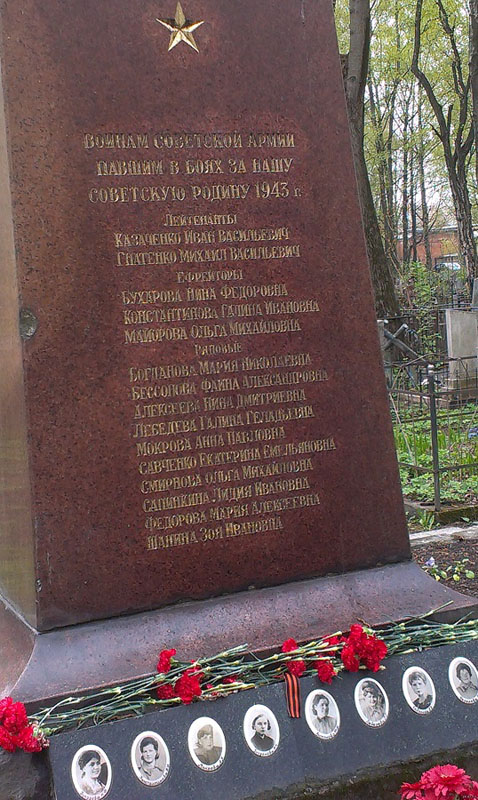 ВОИНАМ СОВЕТСКОЙ АРМИИ
ПАВШИМ В БОЯХ ЗА НАШУ
СОВЕТСКУЮ РОДИНУ 1943 г.
ЛЕЙТЕНАНТЫ
КАЗАЧЕНКО ИВАН ВАСИЛЬЕВИЧ
ГНАТЕНКО МИХАИЛ ВАСИЛЬЕВИЧ
ЕФРЕЙТОРЫ
БУХАРОВА НИНА ФЕДОРОВНА
КОНСТАНТИНОВА ГАЛИНА ИВАНОВНА
МАЙОРОВА ОЛЬГА МИХАЙЛОВНА
РЯДОВЫЕ
БОГДАНОВА МАРИЯ НИКОЛАЕВНА
БЕССОНОВА ФАИНА АЛЕКСАНДРОВНА
АЛЕКСЕЕВА НИНА ДМИТРИЕВНА
ЛЕБЕДЕВА ГАЛИНА ГЕЛАДЬЕВНА
МОКРОВА АННА ПАВЛОВНА
САВЧЕНКО ЕКАТЕРИНА ЕМЕЛЬЯНОВНА
СМИРНОВА ОЛЬГА МИХАЙЛОВНА
САПИНКИНА ЛИДИЯ ИВАНОВНА
ФЕДОРОВА МАРИЯ АЛЕКСЕЕВНА
ШАНИНА ЗОЯ ИВАНОВНА